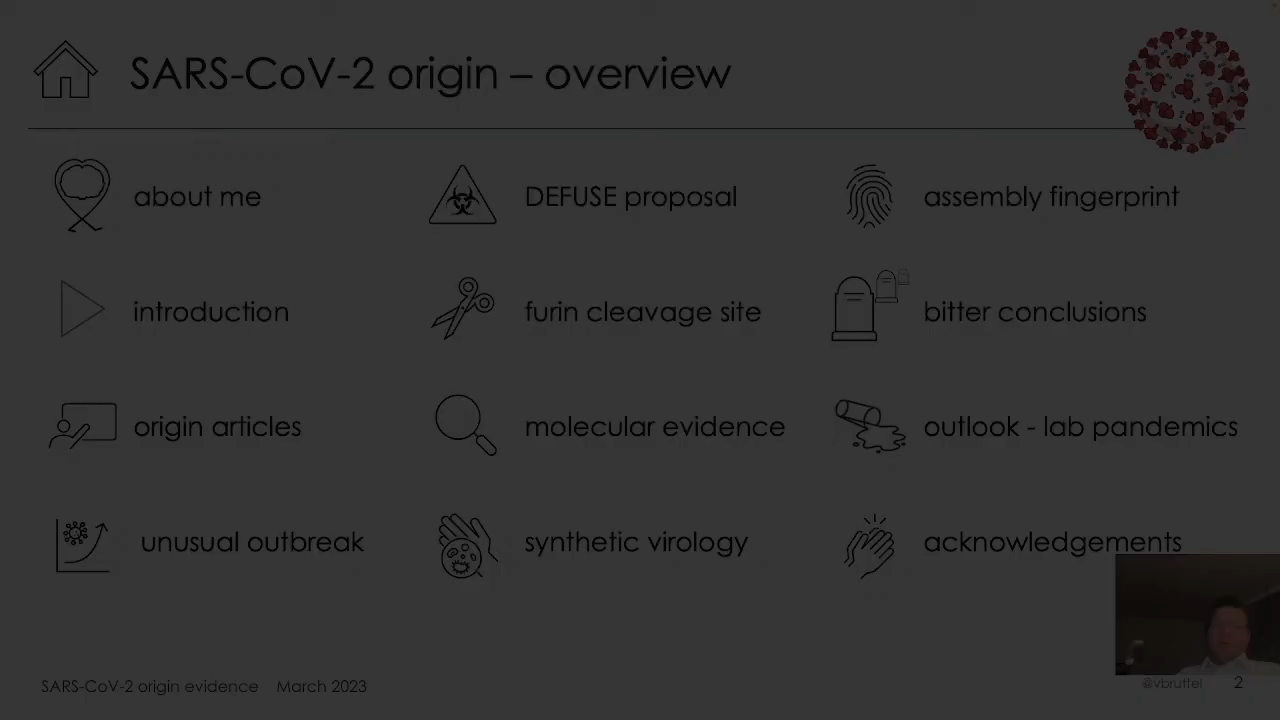 SARS-CoV-2 origin – overview
about me
DEFUSE proposal
assembly fingerprint
introduction
furin cleavage site
bitter conclusions
origin articles
molecular evidence
outlook - lab pandemics
unusual outbreak
synthetic virology
acknowledgements
SARS-CoV-2 origin evidence March 2023
@vbruttel 2